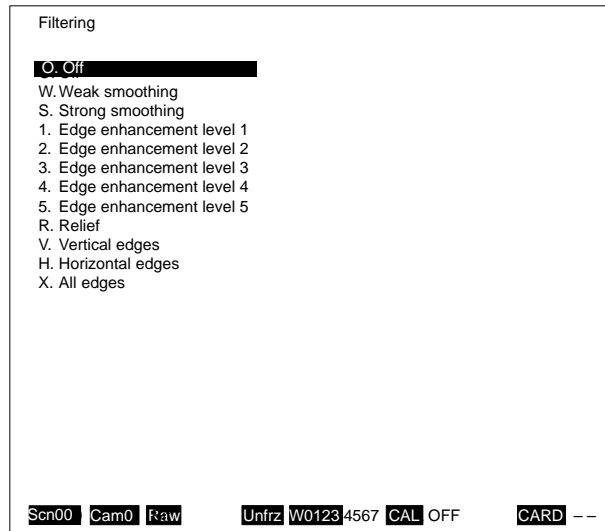 Filtering
O. Off
W. Weak smoothing
S. Strong smoothing
1. Edge enhancement level 1
2. Edge enhancement level 2
3. Edge enhancement level 3
4. Edge enhancement level 4
5. Edge enhancement level 5
R. Relief
V. Vertical edges
H. Horizontal edges
X. All edges
Scn00 Cam0 Raw Unfrz W0123 4567 CAL OFF CARD – –